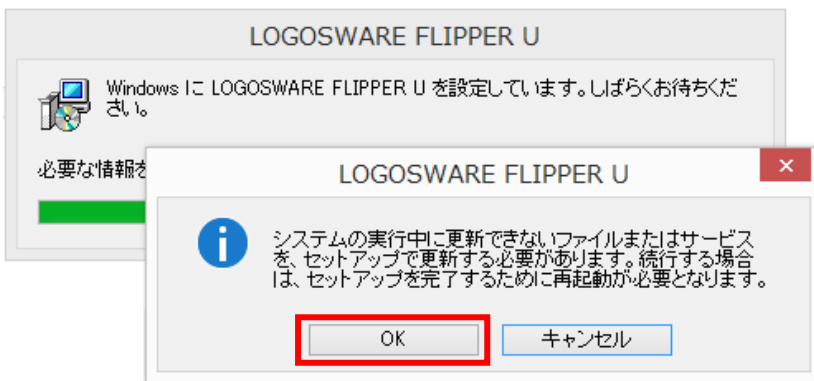 LOGOSWARE FLIPPER U
Windows に LOGOSWARE FLIPPER U を設定しています。しばらくお待ちくだ
さい。
必要な情報を
LOGOSWARE FLIPPER U
システムの実行中に更新できないファイルまたはサービス
を、セットアップで更新する必要があります。続行する場合
は、セットアップを完了するために再起動が必要となります。
OK
キャンセル